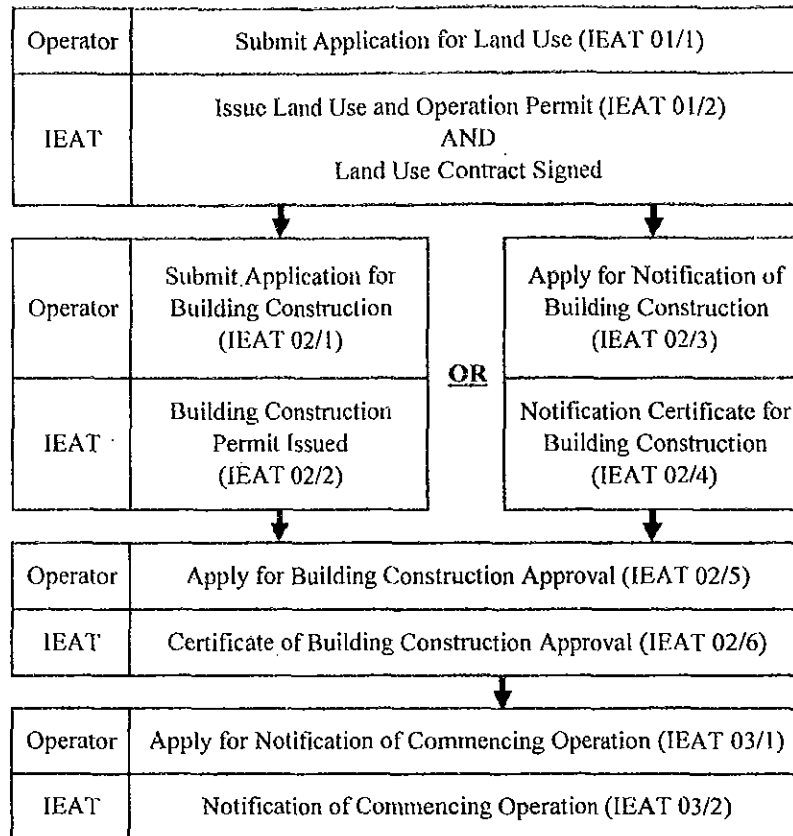 Operator
Submit Application for Land Use (IEAT 01/1)
IEAT
Issue Land Use and Operation Permit (IEAT 01/2)
AND
Land Use Contract Signed
Operator
Submit Application for
Building Construction
(IEAT 02/1)
IEAT
Building Construction
Permit Issued
(IEAT 02/2)
OR
Apply for Notification of
Building Construction
(IEAT 02/3)
Notification Certificate for
Building Construction
(IEAT 02/4)
Operator
Apply for Building Construction Approval (IEAT 02/5)
IEAT
Certificate of Building Construction Approval (IEAT 02/6)
Operator
Apply for Notification of Commencing Operation (IEAT 03/1)
IEAT
Notification of Commencing Operation (IEAT 03/2)